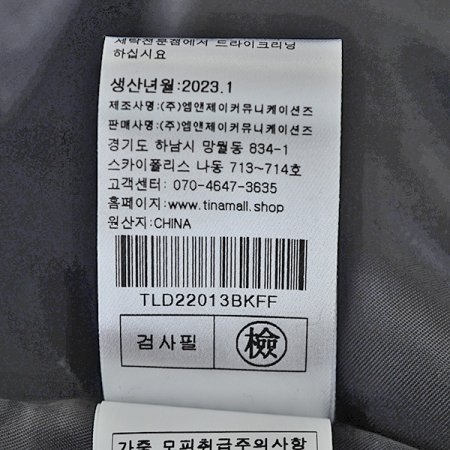 세탁전문점에서 드라이크리닝
하십시요
생산년월:2023.1
제조사명:(주)엠앤제이커뮤니케이션즈
판매사명:(주)엠앤제이커뮤니케이션즈
경기도 하남시 망월동 834-1
스카이폴리스 나동 713~714호
고객센터: 070-4647-3635
홈페이지:www.tinamall.shop
원산지:CHINA
TLD22013BKFF
검사필 檢
가죽 모피취급주의사항